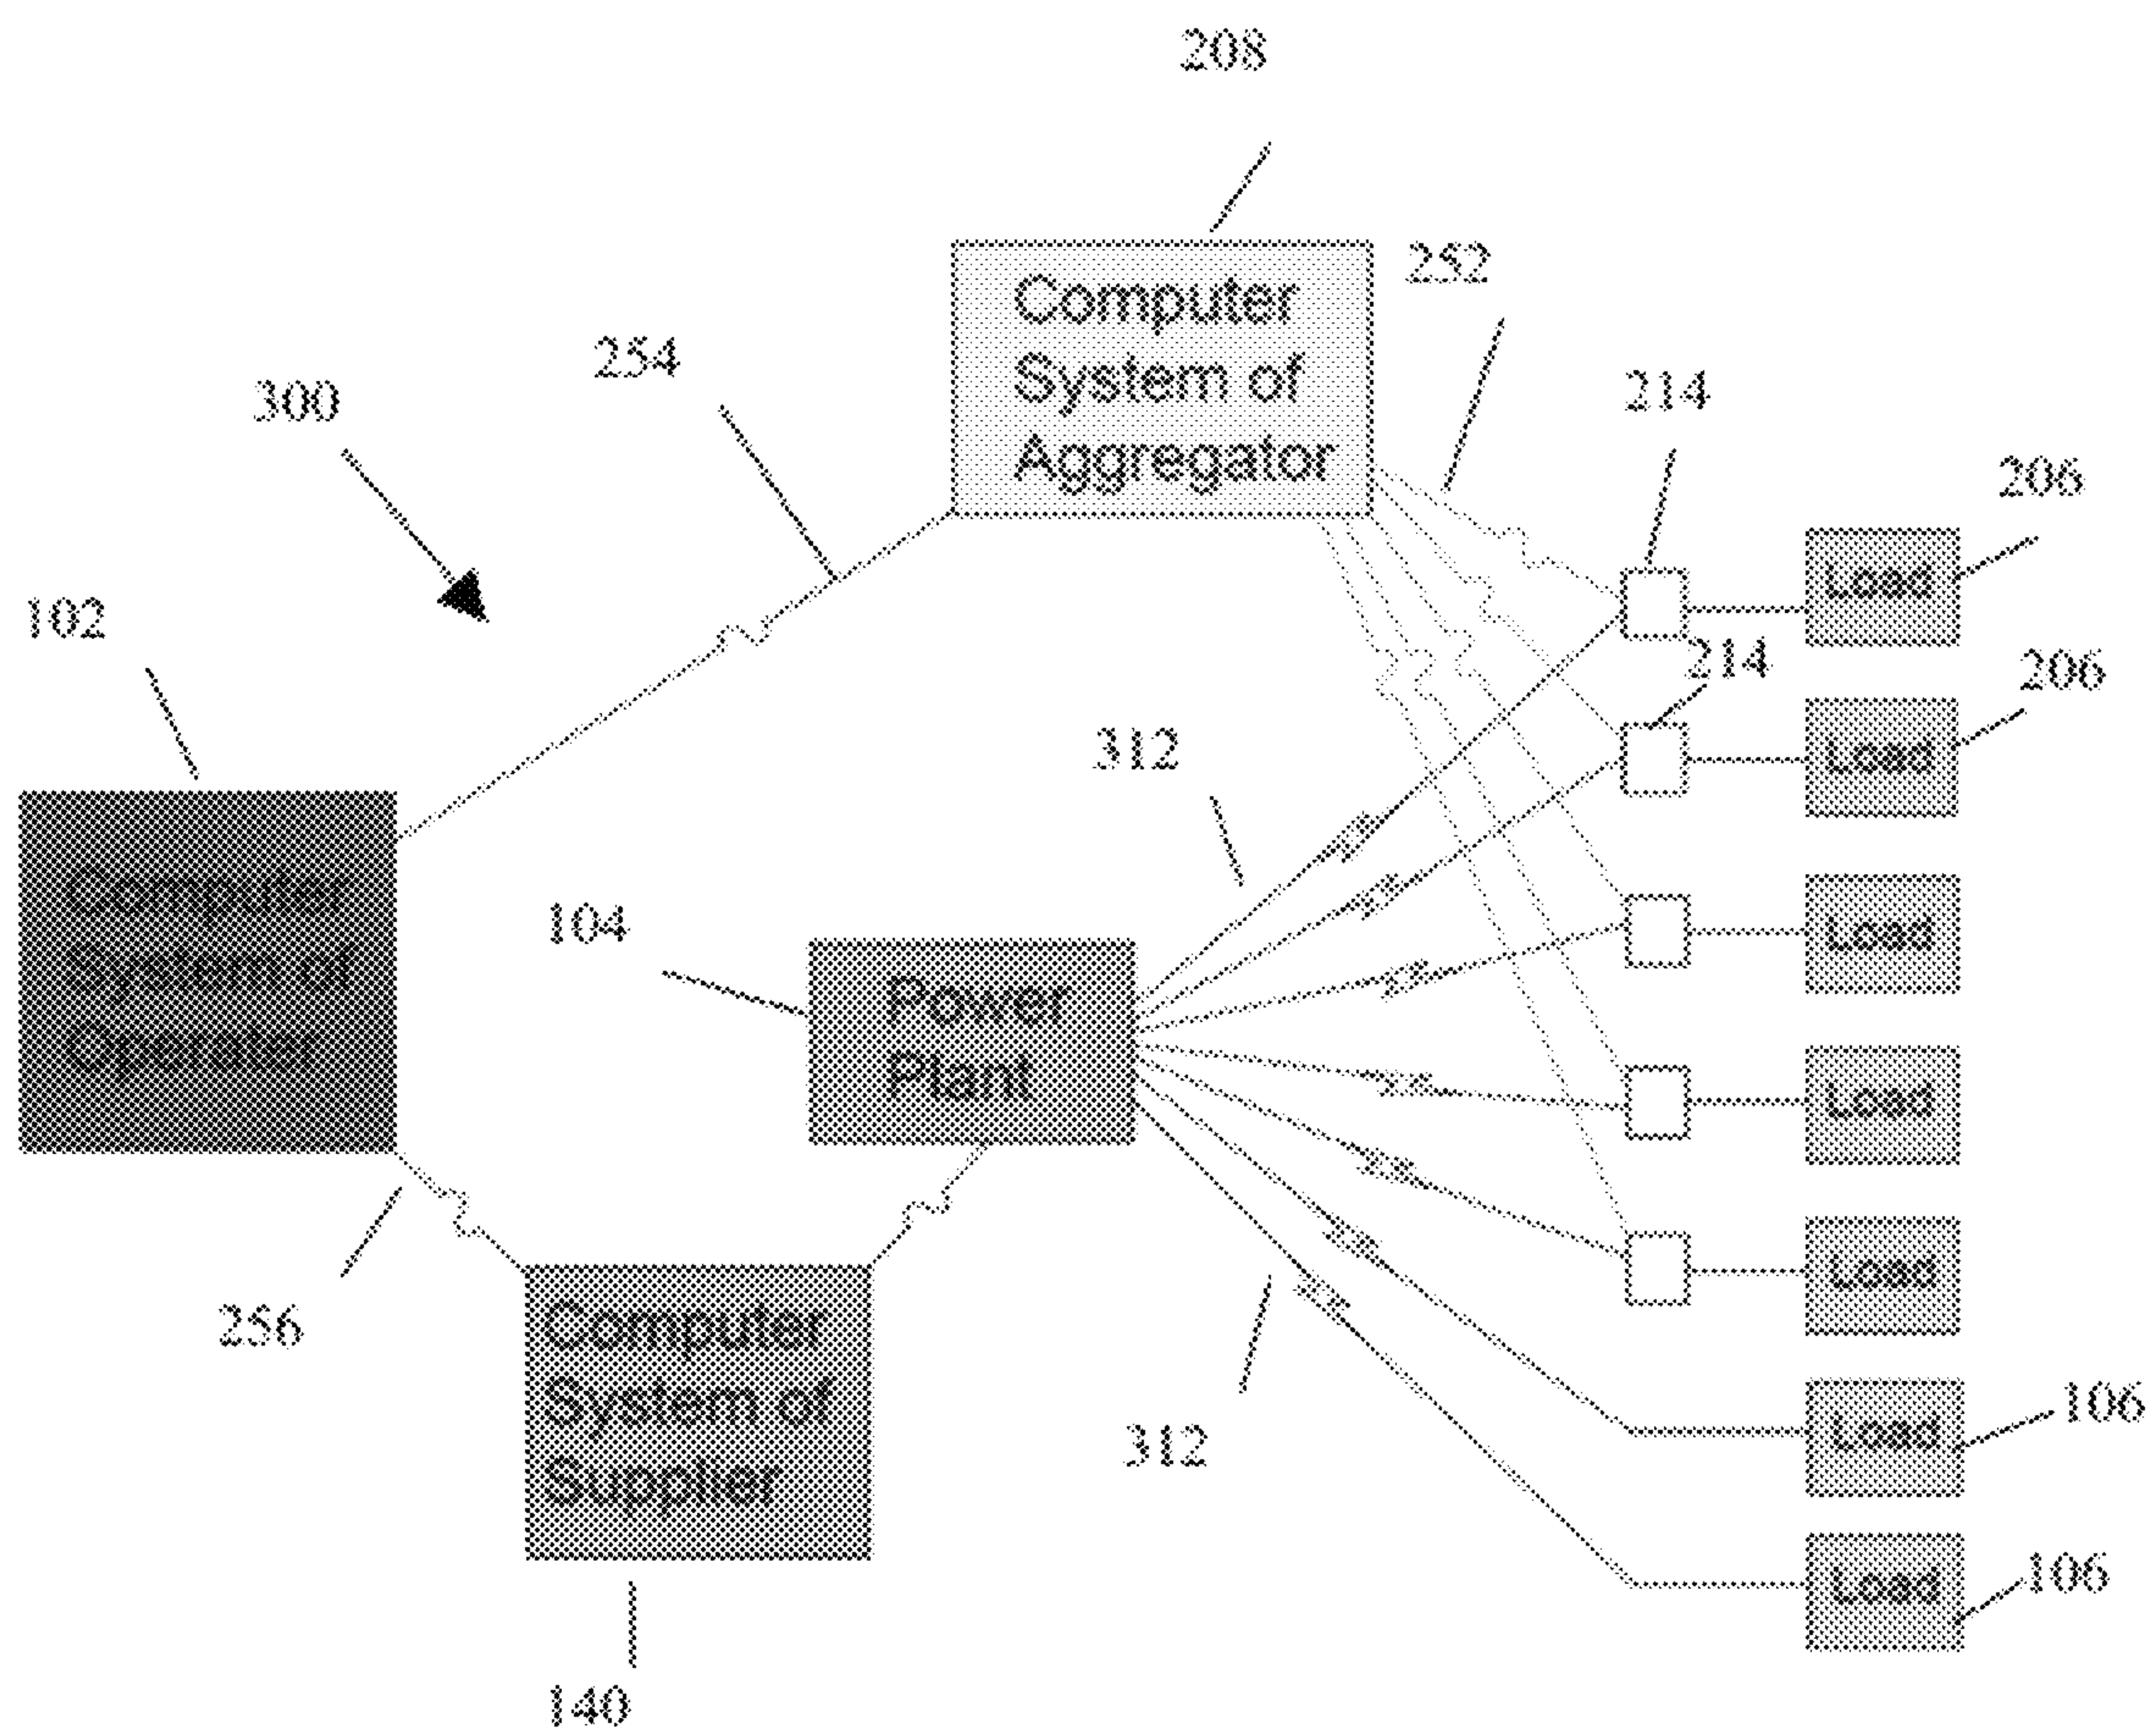 208
Computer
System of
Aggregator
252
254
214
300
206
Load
102
214
206
Load
312
Computer
System of
Operater
104
Load
Power
Plant
Load
Load
256
Computer
System of
Supplier
312
106
Load
106
Load
140